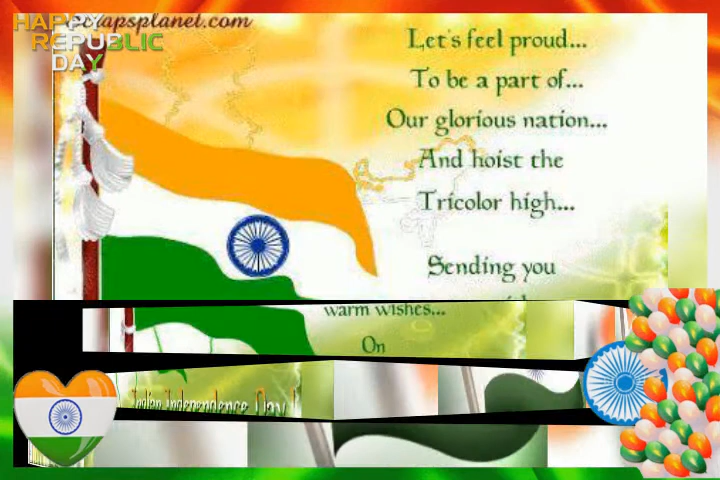 scrapsplanet.com
HAPPY
REPUBLIC
DAY
Let's feel proud...
To be a part of...
Our glorious nation...
And hoist the
Tricolor high...
Sending you
warm wishes...
On
Indian Independence Day!